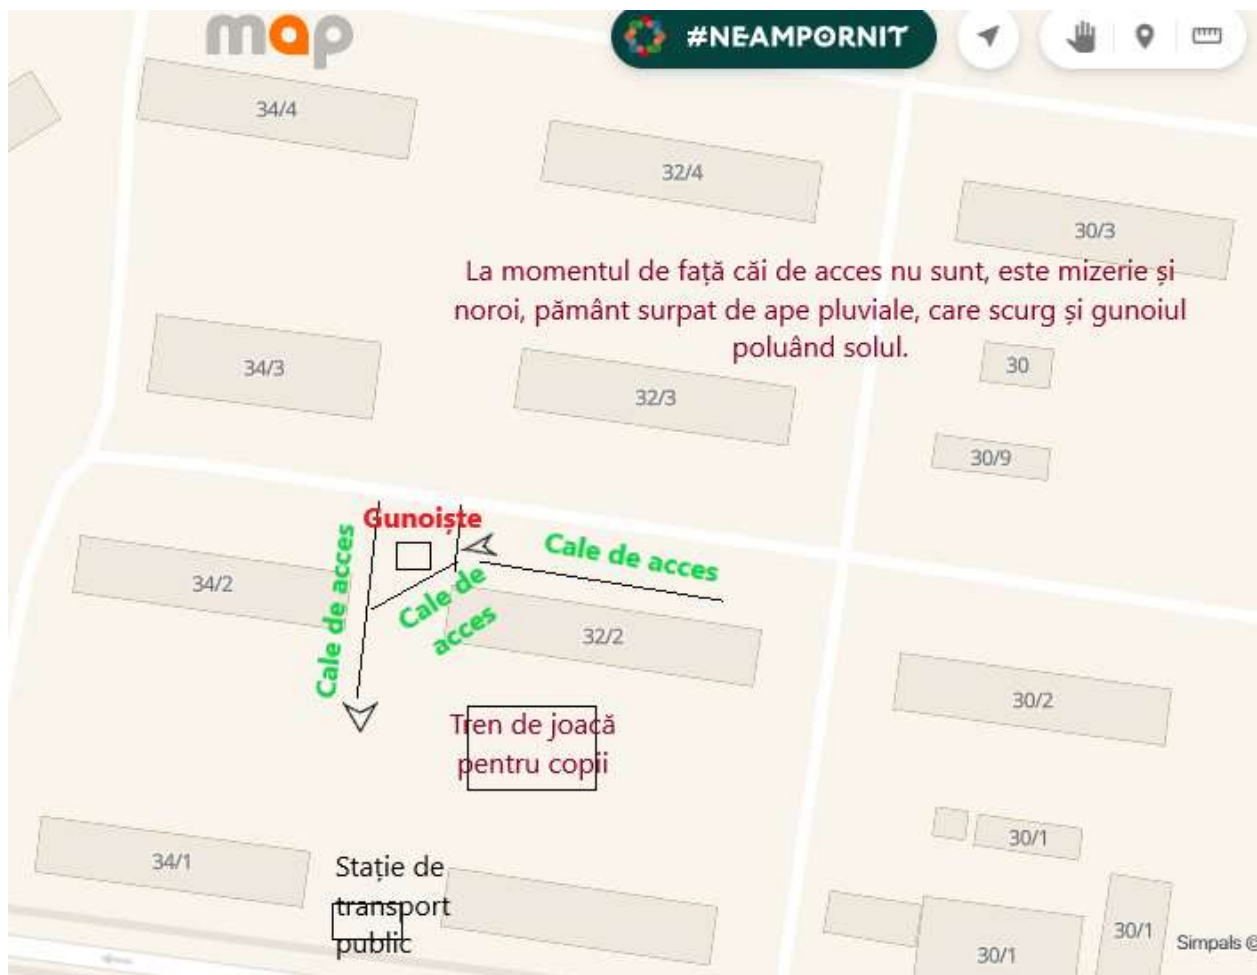 map
#NEAMPORNIT
34/4
32/4
30/3
La momentul de față căi de acces nu sunt, este mizerie și
noroi, pământ surpat de ape pluviale, care scurg și gunoiul
poluând solul.
34/3
32/3
30
30/9
Gunoiște
Cale de acces
Cale de acces
Cale de
acces
34/2
32/2
30/2
Tren de joacă
pentru copii
34/1
Stație de
transport
public
30/1
30/1
30/1
Simpals ©